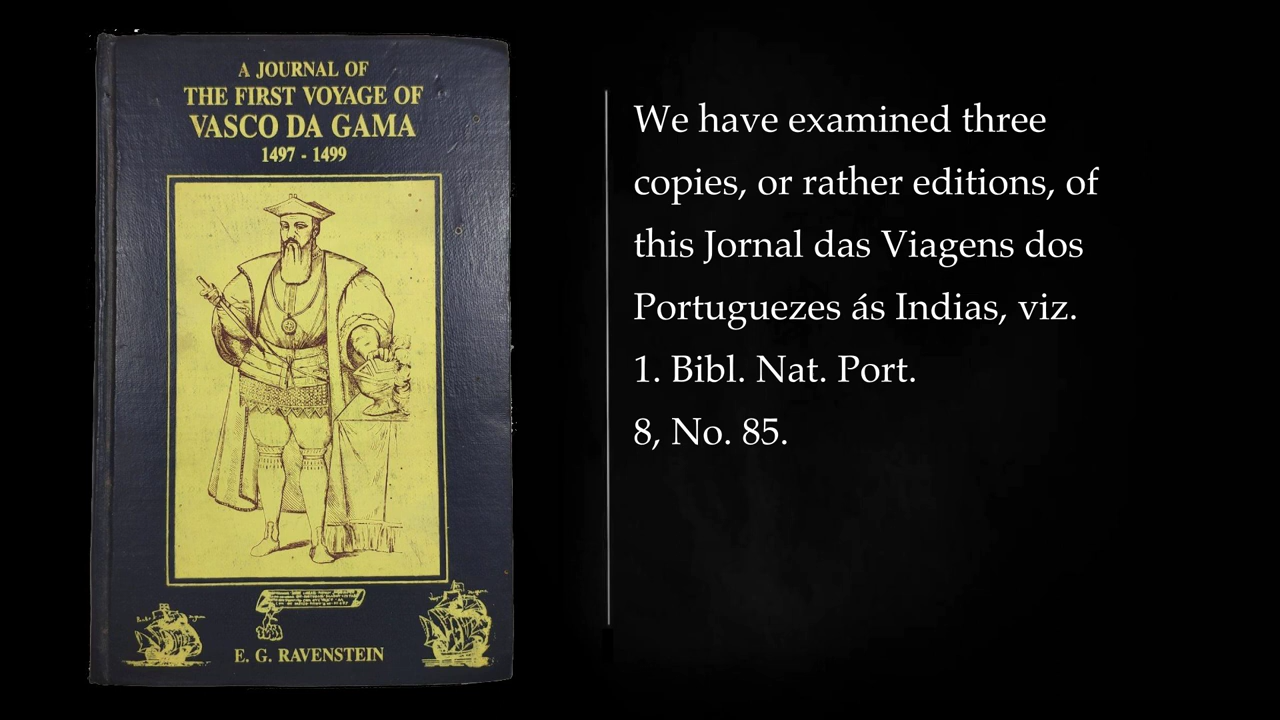 A JOURNAL OF
THE FIRST VOYAGE OF
VASCO DA GAMA
1497 - 1499
E. G. RAVENSTEIN
We have examined three
copies, or rather editions, of
this Jornal das Viagens dos
Portuguezes ás Indias, viz.
1. Bibl. Nat. Port.
8, No. 85.